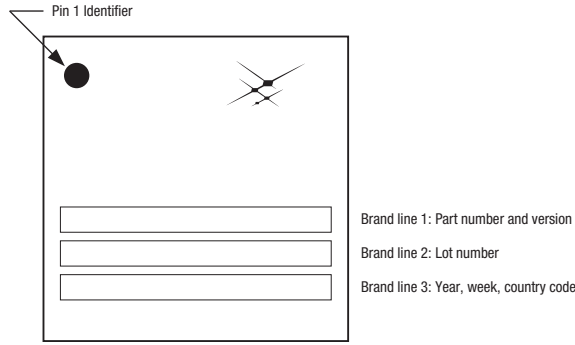 Pin 1 Identifier
Brand line 1: Part number and version
Brand line 2: Lot number
Brand line 3: Year, week, country code